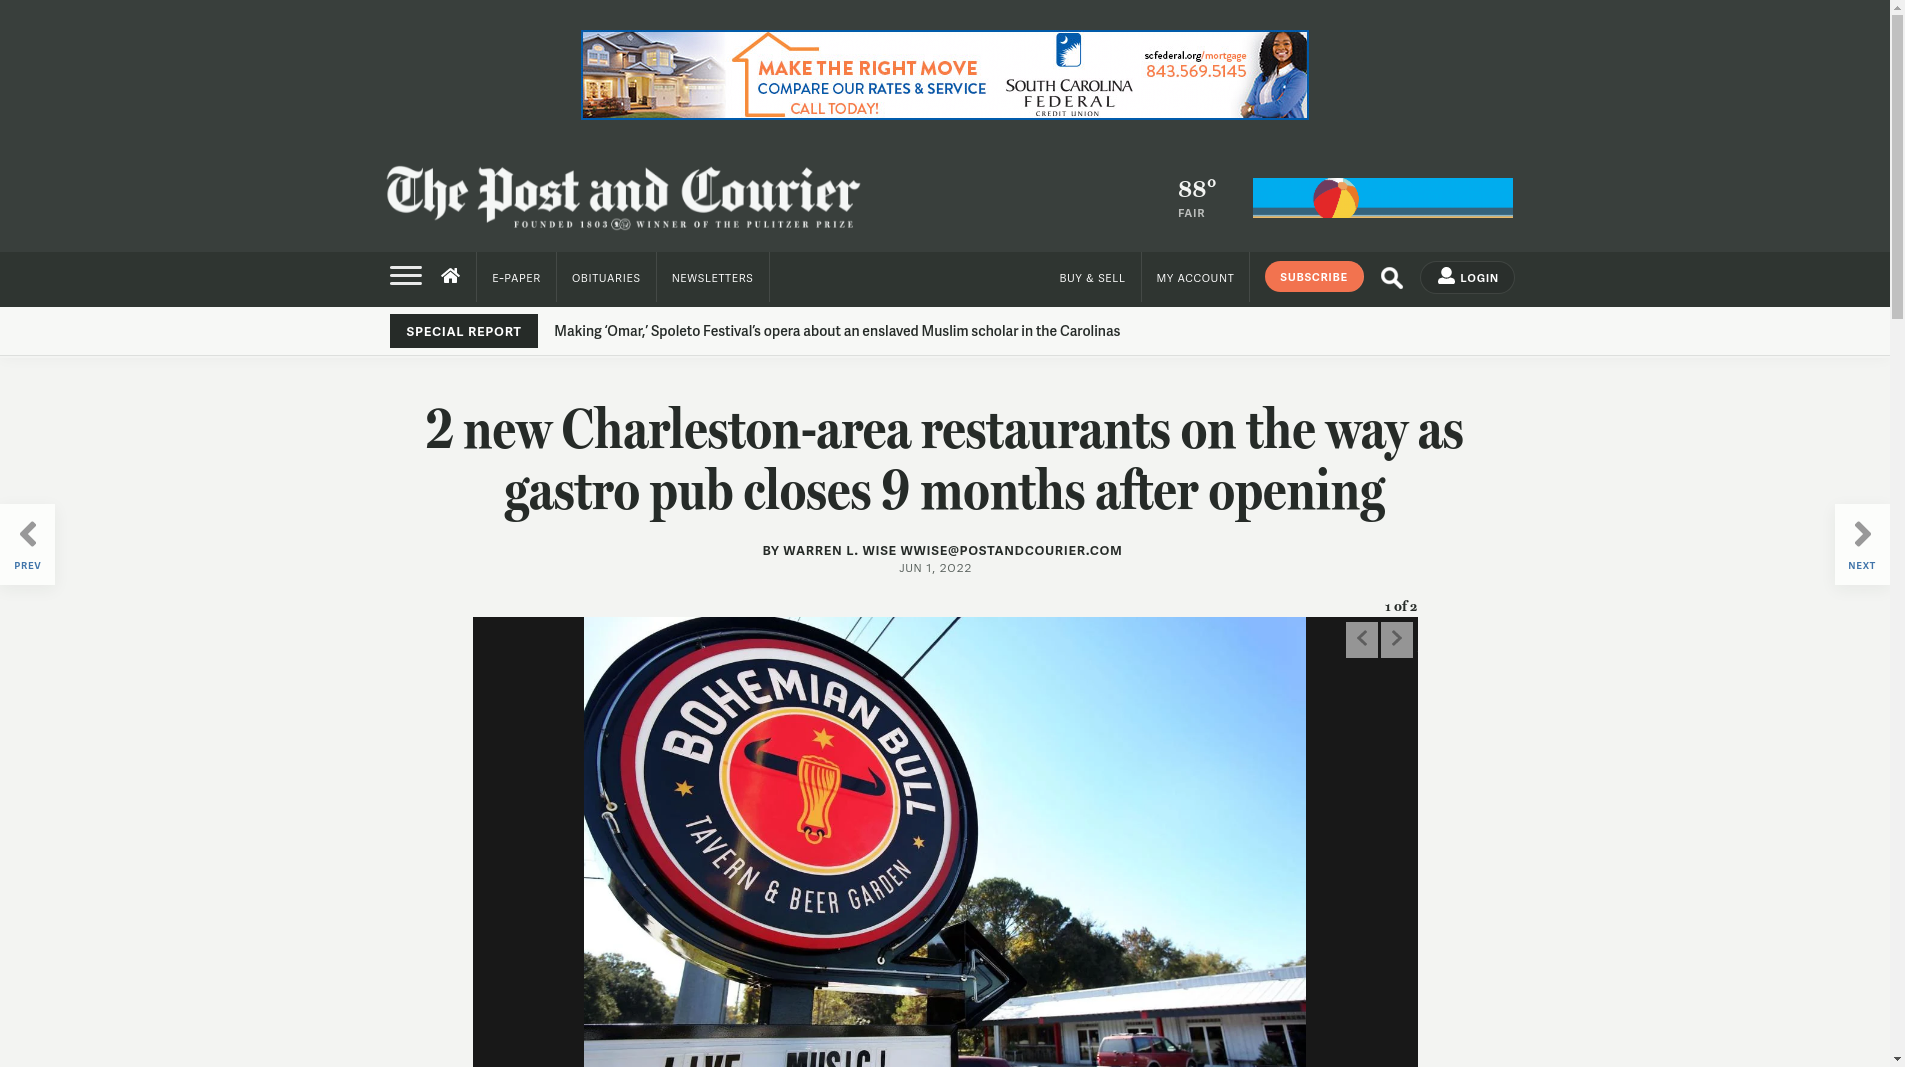 MAKE THE RIGHT MOVE
COMPARE OUR RATES & SERVICE
CALL TODAY!
SOUTH CAROLINA
FEDERAL
CREDIT UNION
scfederal.org/mortgage
843.569.5145
The Post and Courier
FOUNDED 1803 WINNER OF THE PULITZER PRIZE
88°
FAIR
E-PAPER
OBITUARIES
NEWSLETTERS
BUY & SELL
MY ACCOUNT
SUBSCRIBE
LOGIN
SPECIAL REPORT
Making ‘Omar,’ Spoleto Festival’s opera about an enslaved Muslim scholar in the Carolinas
2 new Charleston-area restaurants on the way as
gastro pub closes 9 months after opening
BY WARREN L. WISE WWISE@POSTANDCOURIER.COM
JUN 1, 2022
PREV
NEXT
1 of 2
BOHEMIAN BULL
TAVERN & BEER GARDEN
LIVE MUSIC!